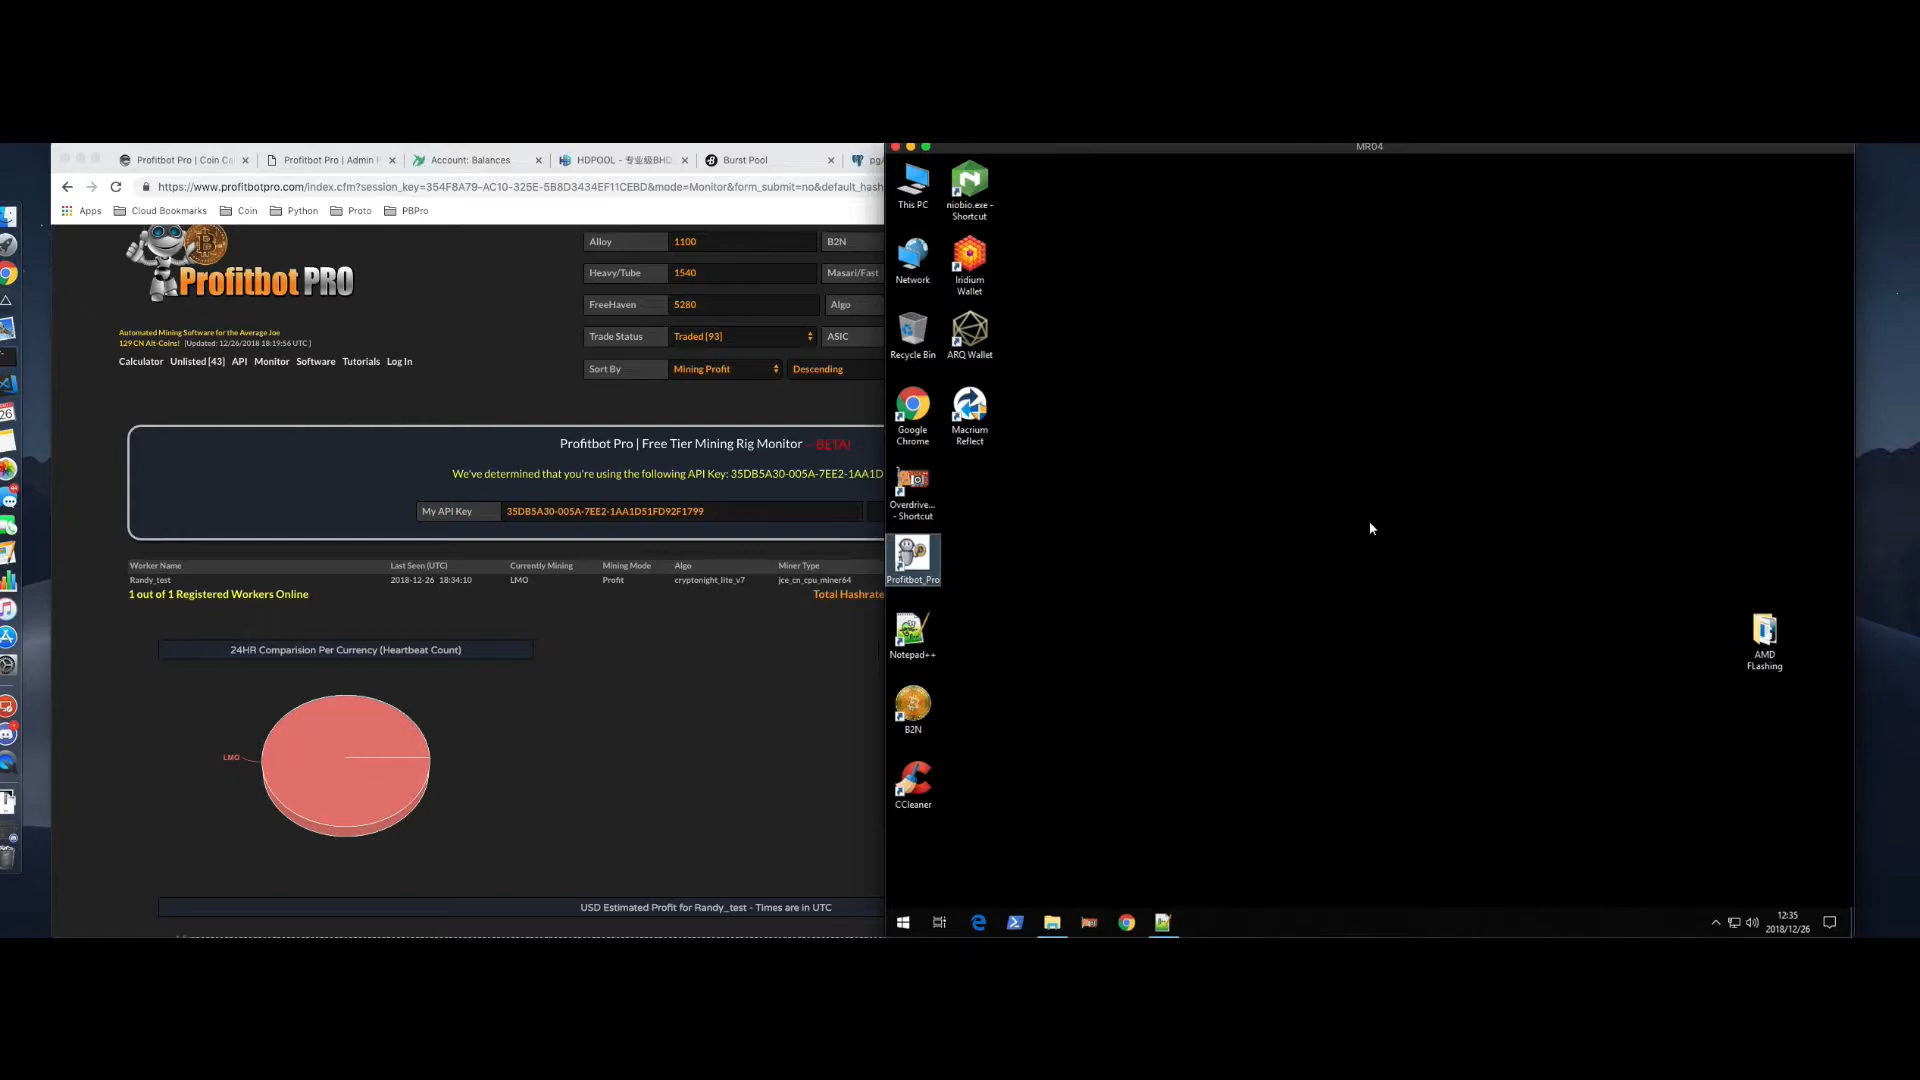 Profitbot Pro | Coin Ca
Profitbot Pro | Admin
Account: Balances
HDPOOL - 专业级BHD
Burst Pool
https://www.profitbotpro.com/index.cfm?session_key=354F8A79-AC10-325E-5B8D3434EF11CEBD&mode=Monitor&form_submit=no&default_hash
Apps
Cloud Bookmarks
Coin
Python
Proto
PBPro
Profitbot PRO
Automated Mining Software for the Average Joe
129 CN Alt-Coins! [Updated: 12/26/2018 18:19:56 UTC ]
Calculator Unlisted [43] API Monitor Software Tutorials Log In
Alloy 1100 B2N
Heavy/Tube 1540 Masari/Fast
FreeHaven 5280 Algo
Trade Status Traded [93] ASIC
Sort By Mining Profit Descending
Profitbot Pro | Free Tier Mining Rig Monitor - BETA!
We've determined that you're using the following API Key: 35DB5A30-005A-7EE2-1AA1D
My API Key 35DB5A30-005A-7EE2-1AA1D51FD92F1799
Worker Name Last Seen (UTC) Currently Mining Mining Mode Algo Miner Type
Randy_test 2018-12-26 18:34:10 LMO Profit cryptonight_lite_v7 jce_cn_cpu_miner64
1 out of 1 Registered Workers Online Total Hashrate
24HR Comparision Per Currency (Heartbeat Count)
LMO
USD Estimated Profit for Randy_test - Times are in UTC
26
MR04
This PC
niobio.exe -
Shortcut
Network
Iridium
Wallet
Recycle Bin
ARQ Wallet
Google
Chrome
Macrium
Reflect
Overdrive...
- Shortcut
Profitbot_Pro
Notepad++
B2N
CCleaner
AMD
FLashing
12:35
2018/12/26